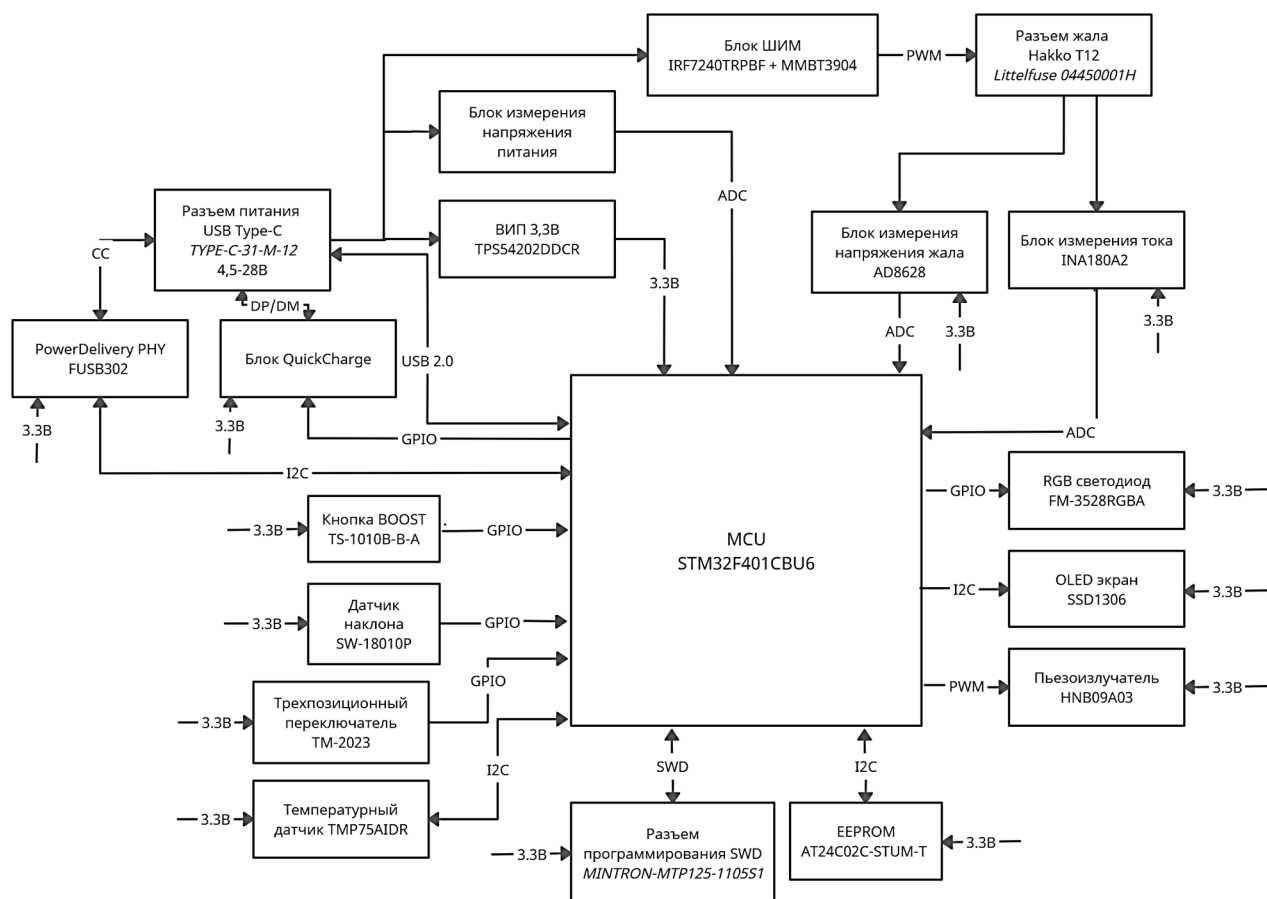 Блок ШИМ
IRF7240TRPBF + MMBT3904
PWM
Разъем жала
Hakko T12
Littelfuse 04450001H
Блок измерения
напряжения
питания
ADC
Разъем питания
USB Type-C
TYPE-C-31-M-12
4,5-28В
ВИП 3,3В
TPS54202DDCR
3.3В
Блок измерения
напряжения жала
AD8628
Блок измерения тока
INA180A2
CC
DP/DM
ADC
3.3В
3.3В
PowerDelivery PHY
FUSB302
Блок QuickCharge
USB 2.0
3.3В
3.3В
GPIO
ADC
I2C
MCU
STM32F401CBU6
GPIO
RGB светодиод
FM-3528RGBA
3.3В
3.3В
Кнопка BOOST
TS-1010B-B-A
GPIO
I2C
OLED экран
SSD1306
3.3В
3.3В
Датчик
наклона
SW-18010P
GPIO
PWM
Пьезоизлучатель
HNB09A03
3.3В
GPIO
3.3В
Трехпозиционный
переключатель
TM-2023
I2C
3.3В
Температурный
датчик TMP75AIDR
SWD
I2C
3.3В
Разъем
программирования SWD
MINTRON-MTP125-1105S1
EEPROM
AT24C02C-STUM-T
3.3В